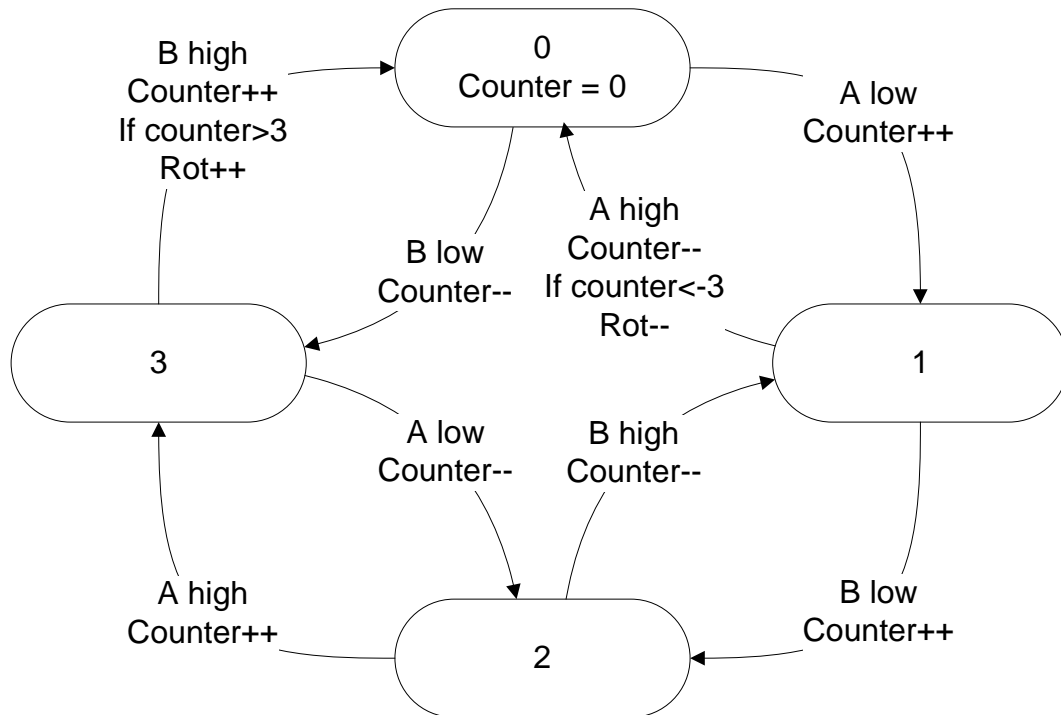 B high
Counter++
If counter>3
Rot++
0
Counter = 0
A low
Counter++
B low
Counter--
A high
Counter--
If counter<-3
Rot--
3
1
A low
Counter--
B high
Counter--
A high
Counter++
2
B low
Counter++